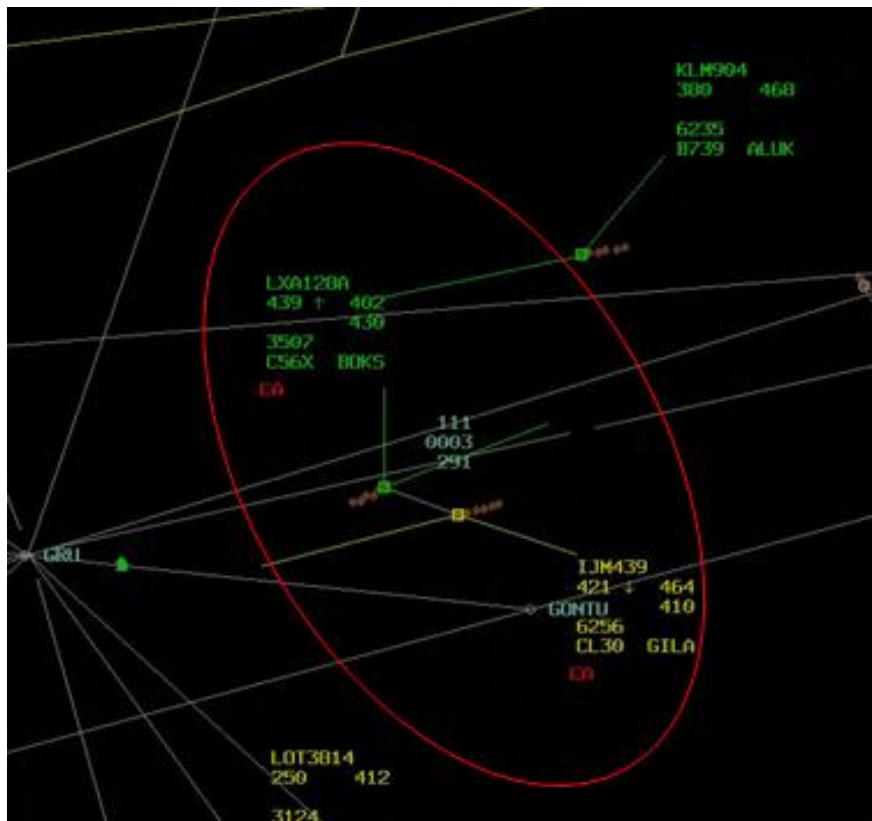 KLM904
380 468
6235
B739 ALUK
LXA128A
439 ↑ 402
430
3507
C56X BOKS
CA
111
0003
291
GRU
IJM439
421 ↓ 464
GONTU 410
6256
CL30 GILA
CA
LOT3814
250 412
3124